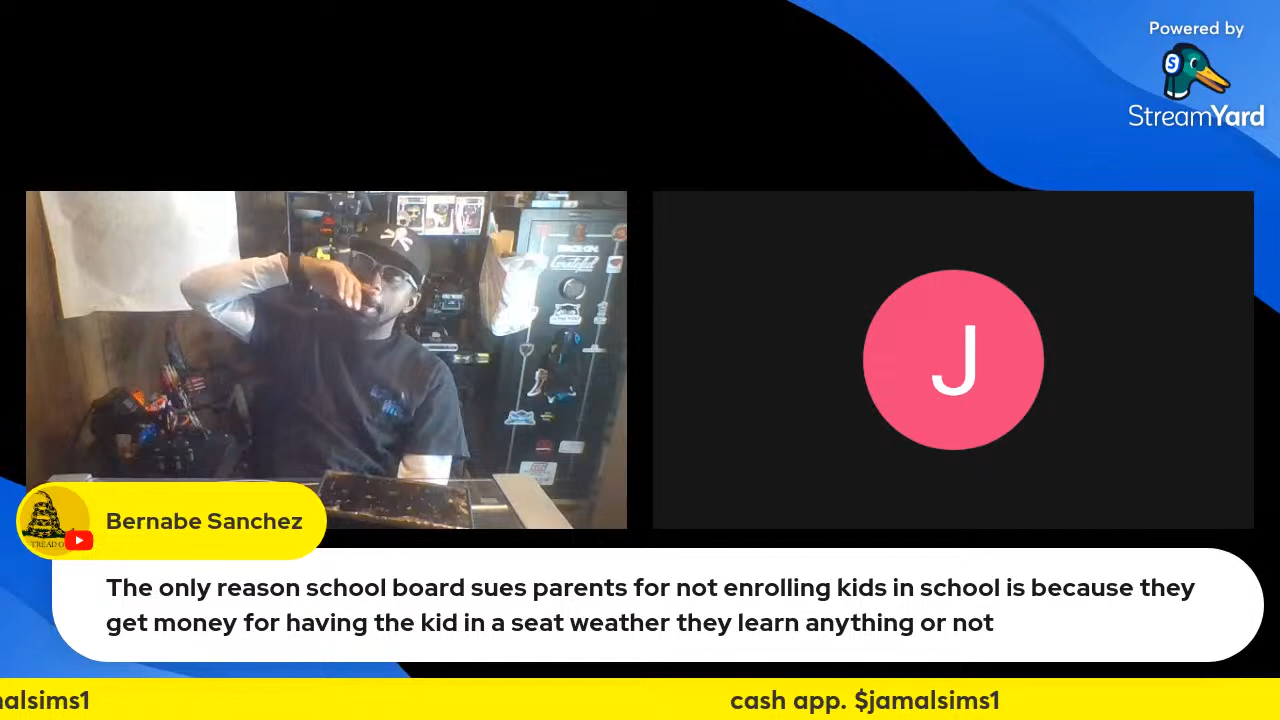 Powered by
StreamYard
J
Bernabe Sanchez
TREAD O
The only reason school board sues parents for not enrolling kids in school is because they
get money for having the kid in a seat weather they learn anything or not
nalsims1
cash app. $jamalsims1